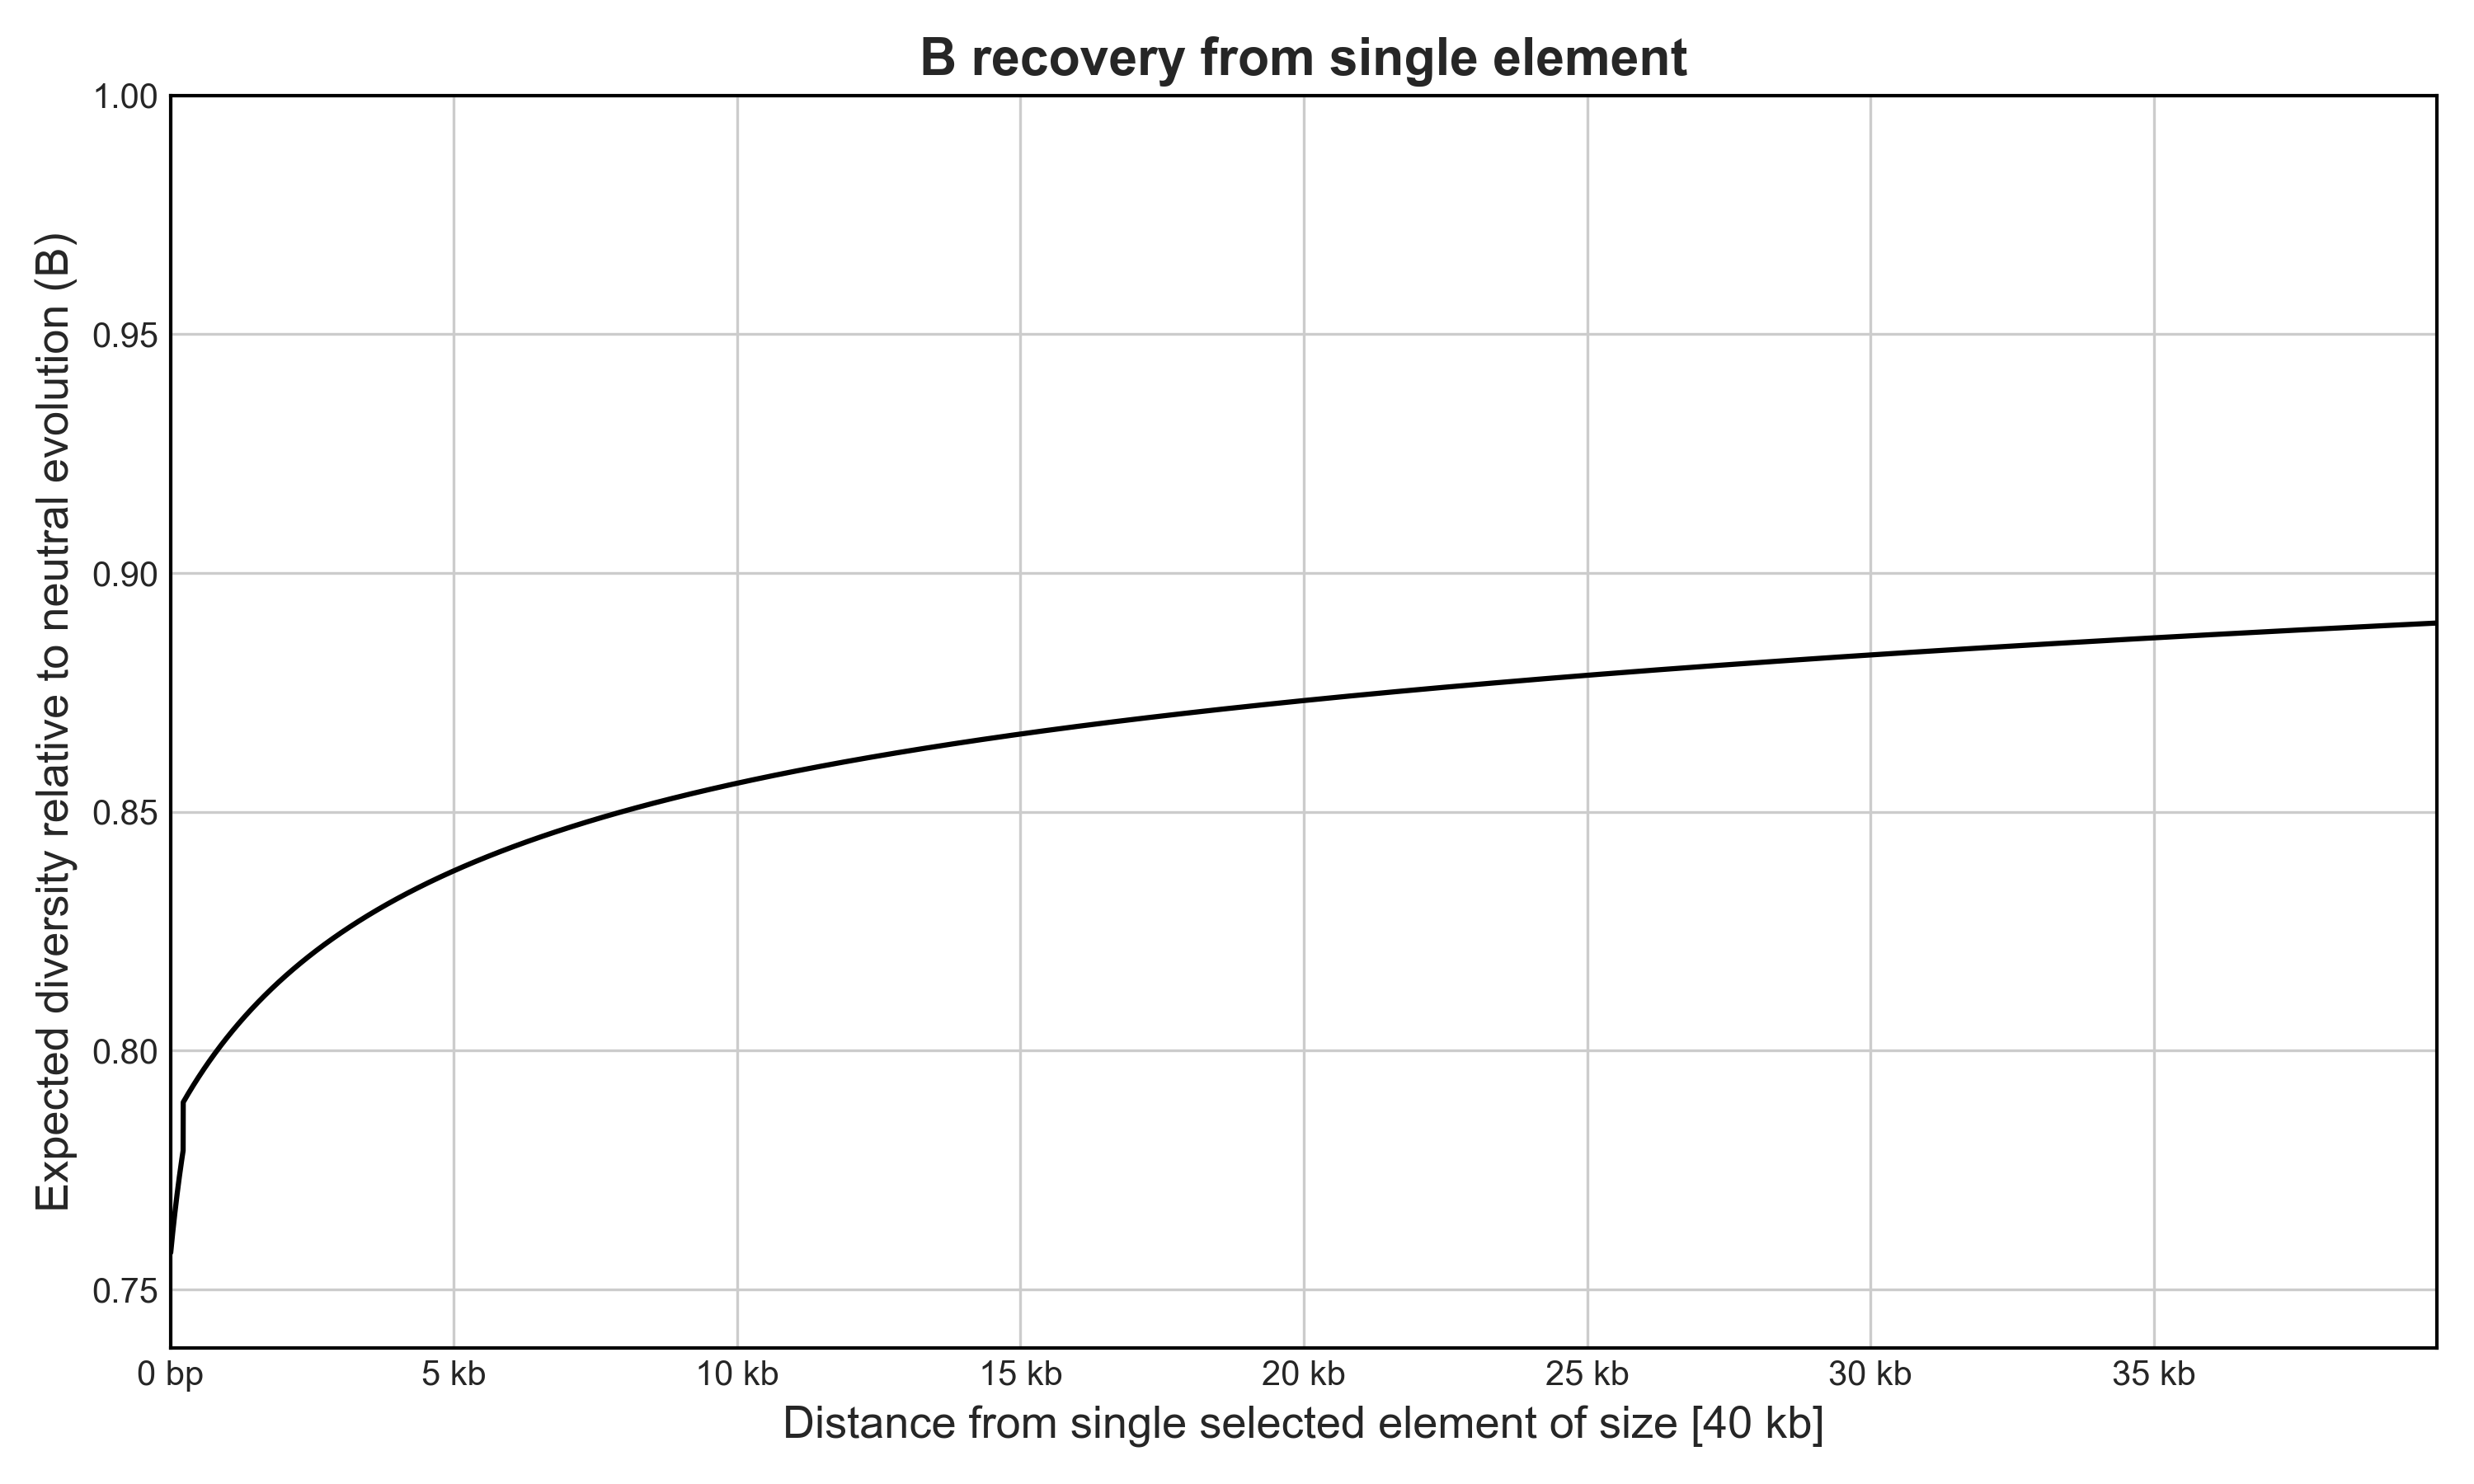 B recovery from single element
Expected diversity relative to neutral evolution (B)
1.00
0.95
0.90
0.85
0.80
0.75
0 bp 5 kb 10 kb 15 kb 20 kb 25 kb 30 kb 35 kb
Distance from single selected element of size [40 kb]